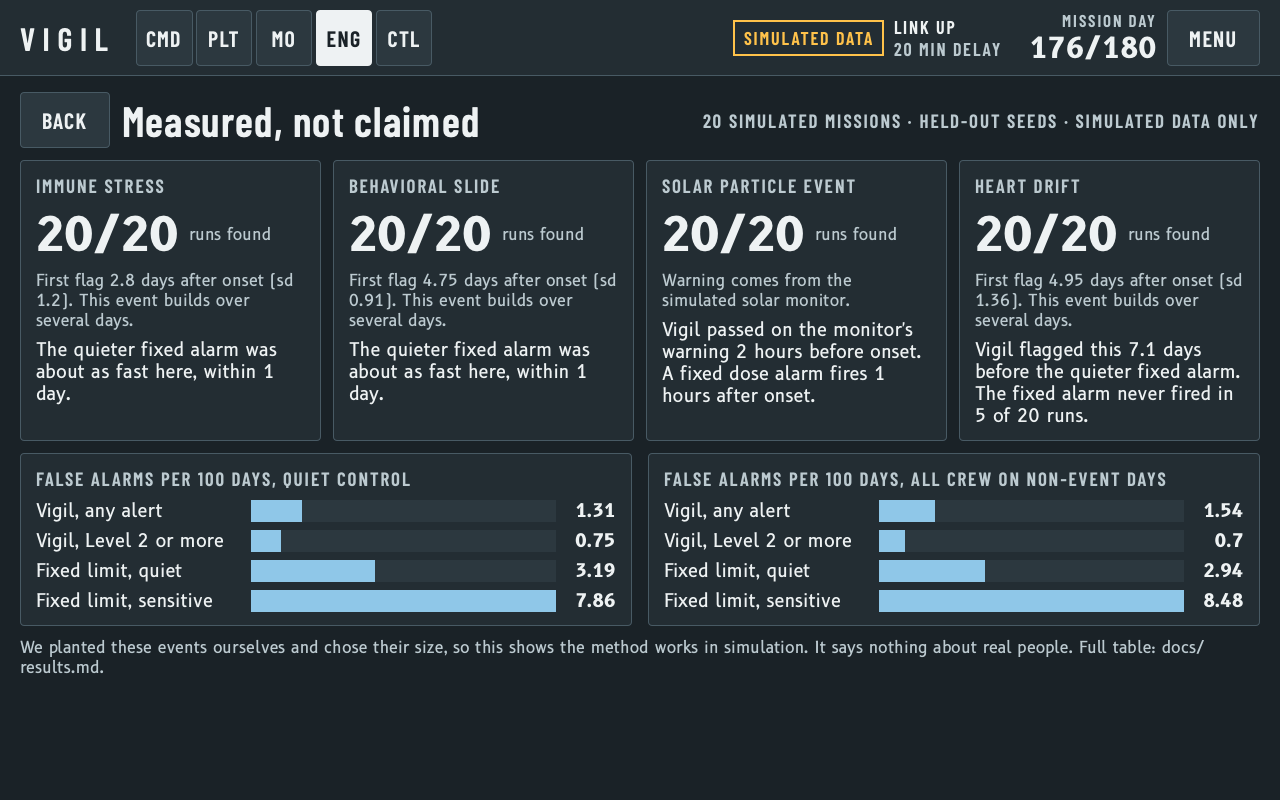 VIGIL
CMD
PLT
MO
ENG
CTL
SIMULATED DATA
LINK UP
20 MIN DELAY
MISSION DAY
176/180
MENU
BACK
Measured, not claimed
20 SIMULATED MISSIONS · HELD-OUT SEEDS · SIMULATED DATA ONLY
IMMUNE STRESS
20/20 runs found
First flag 2.8 days after onset [sd
1.2]. This event builds over
several days.
The quieter fixed alarm was
about as fast here, within 1
day.
BEHAVIORAL SLIDE
20/20 runs found
First flag 4.75 days after onset [sd
0.91]. This event builds over
several days.
The quieter fixed alarm was
about as fast here, within 1
day.
SOLAR PARTICLE EVENT
20/20 runs found
Warning comes from the
simulated solar monitor.
Vigil passed on the monitor's
warning 2 hours before onset.
A fixed dose alarm fires 1
hours after onset.
HEART DRIFT
20/20 runs found
First flag 4.95 days after onset [sd
1.36]. This event builds over
several days.
Vigil flagged this 7.1 days
before the quieter fixed alarm.
The fixed alarm never fired in
5 of 20 runs.
FALSE ALARMS PER 100 DAYS, QUIET CONTROL
Vigil, any alert 1.31
Vigil, Level 2 or more 0.75
Fixed limit, quiet 3.19
Fixed limit, sensitive 7.86
FALSE ALARMS PER 100 DAYS, ALL CREW ON NON-EVENT DAYS
Vigil, any alert 1.54
Vigil, Level 2 or more 0.7
Fixed limit, quiet 2.94
Fixed limit, sensitive 8.48
We planted these events ourselves and chose their size, so this shows the method works in simulation. It says nothing about real people. Full table: docs/
results.md.